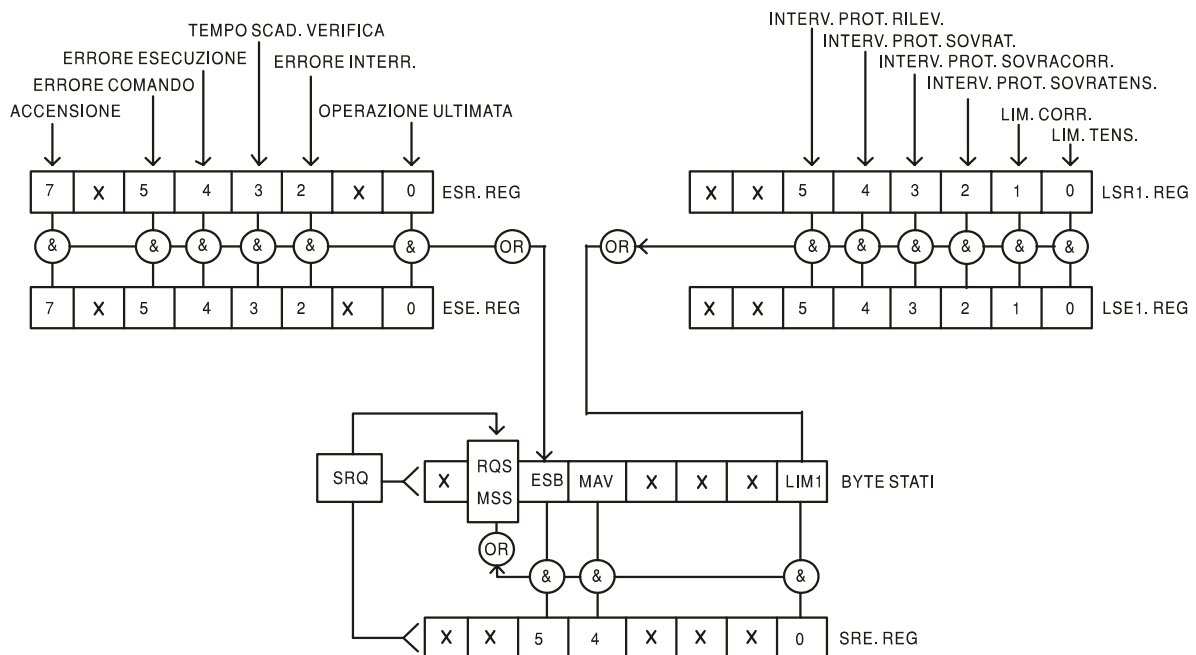 TEMPO SCAD. VERIFICA
ERRORE ESECUZIONE
ERRORE INTERR.
ERRORE COMANDO
ACCENSIONE
OPERAZIONE ULTIMATA
7 X 5 4 3 2 X 0 ESR. REG
& & & & & & OR
7 X 5 4 3 2 X 0 ESE. REG
INTERV. PROT. RILEV.
INTERV. PROT. SOVRAT.
INTERV. PROT. SOVRACORR.
INTERV. PROT. SOVRATENS.
LIM. CORR.
LIM. TENS.
X X 5 4 3 2 1 0 LSR1. REG
OR & & & & & &
X X 5 4 3 2 1 0 LSE1. REG
SRQ
X RQS MSS ESB MAV X X X LIM1 BYTE STATI
OR
& & &
X X 5 4 X X X 0 SRE. REG